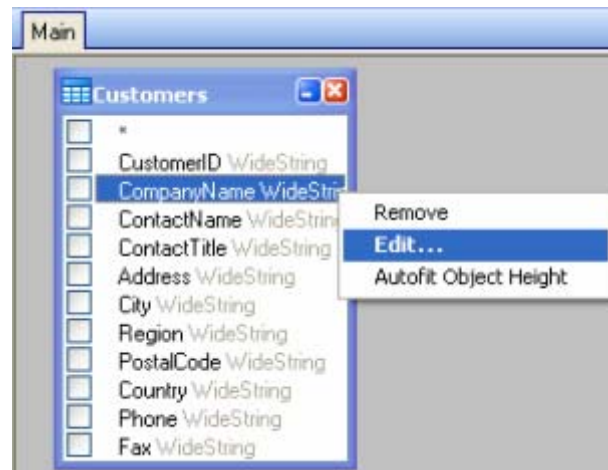 Main
Customers
*
CustomerID WideString
CompanyName WideStrin
ContactName WideString
ContactTitle WideString
Address WideString
City WideString
Region WideString
PostalCode WideString
Country WideString
Phone WideString
Fax WideString
Remove
Edit...
Autofit Object Height